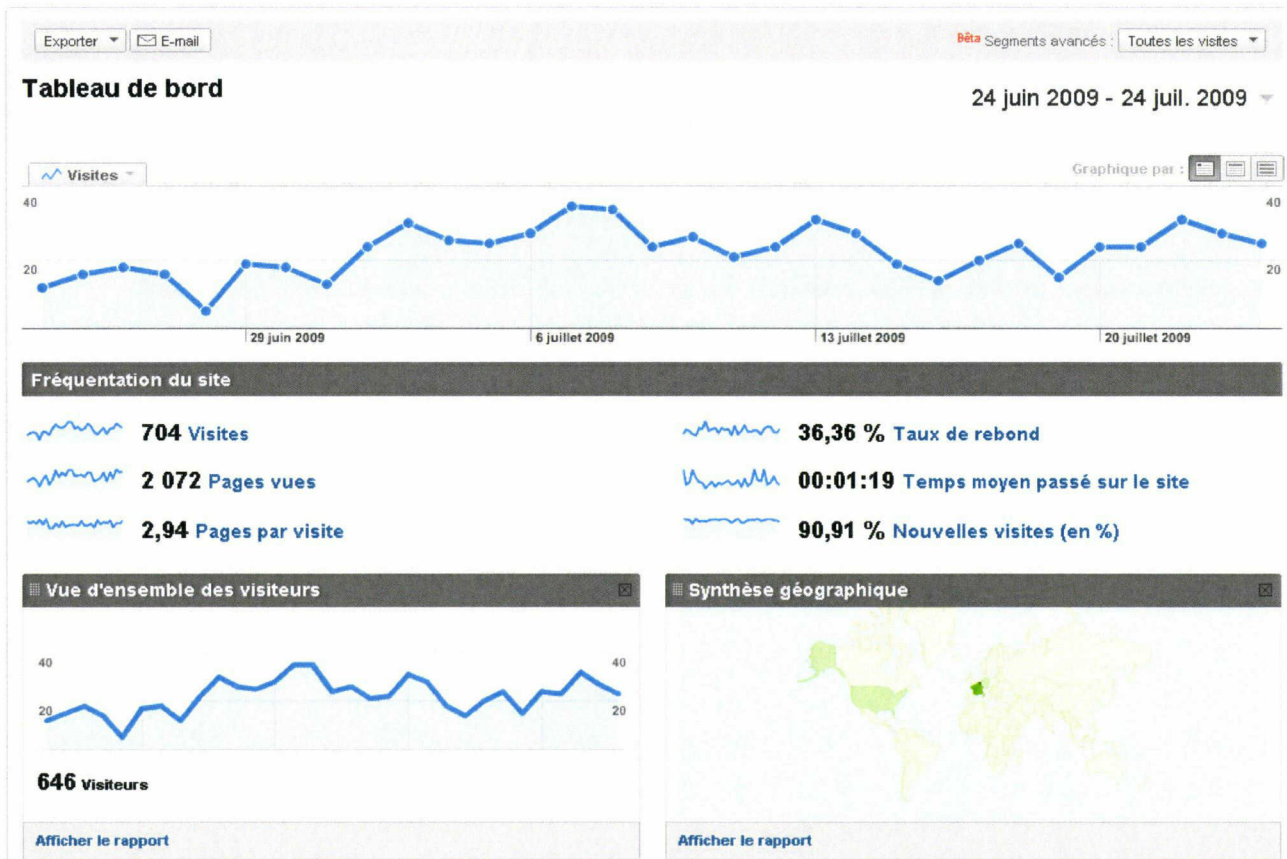 Exporter E-mail Bêta Segments avancés : Toutes les visites
Tableau de bord
24 juin 2009 - 24 juil. 2009
Visites Graphique par :
40 40
20 20
29 juin 2009 6 juillet 2009 13 juillet 2009 20 juillet 2009
Fréquentation du site
704 Visites 36,36 % Taux de rebond
2 072 Pages vues 00:01:19 Temps moyen passé sur le site
2,94 Pages par visite 90,91 % Nouvelles visites (en %)
Vue d'ensemble des visiteurs
40 40
20 20
646 Visiteurs
Afficher le rapport
Synthèse géographique
Afficher le rapport